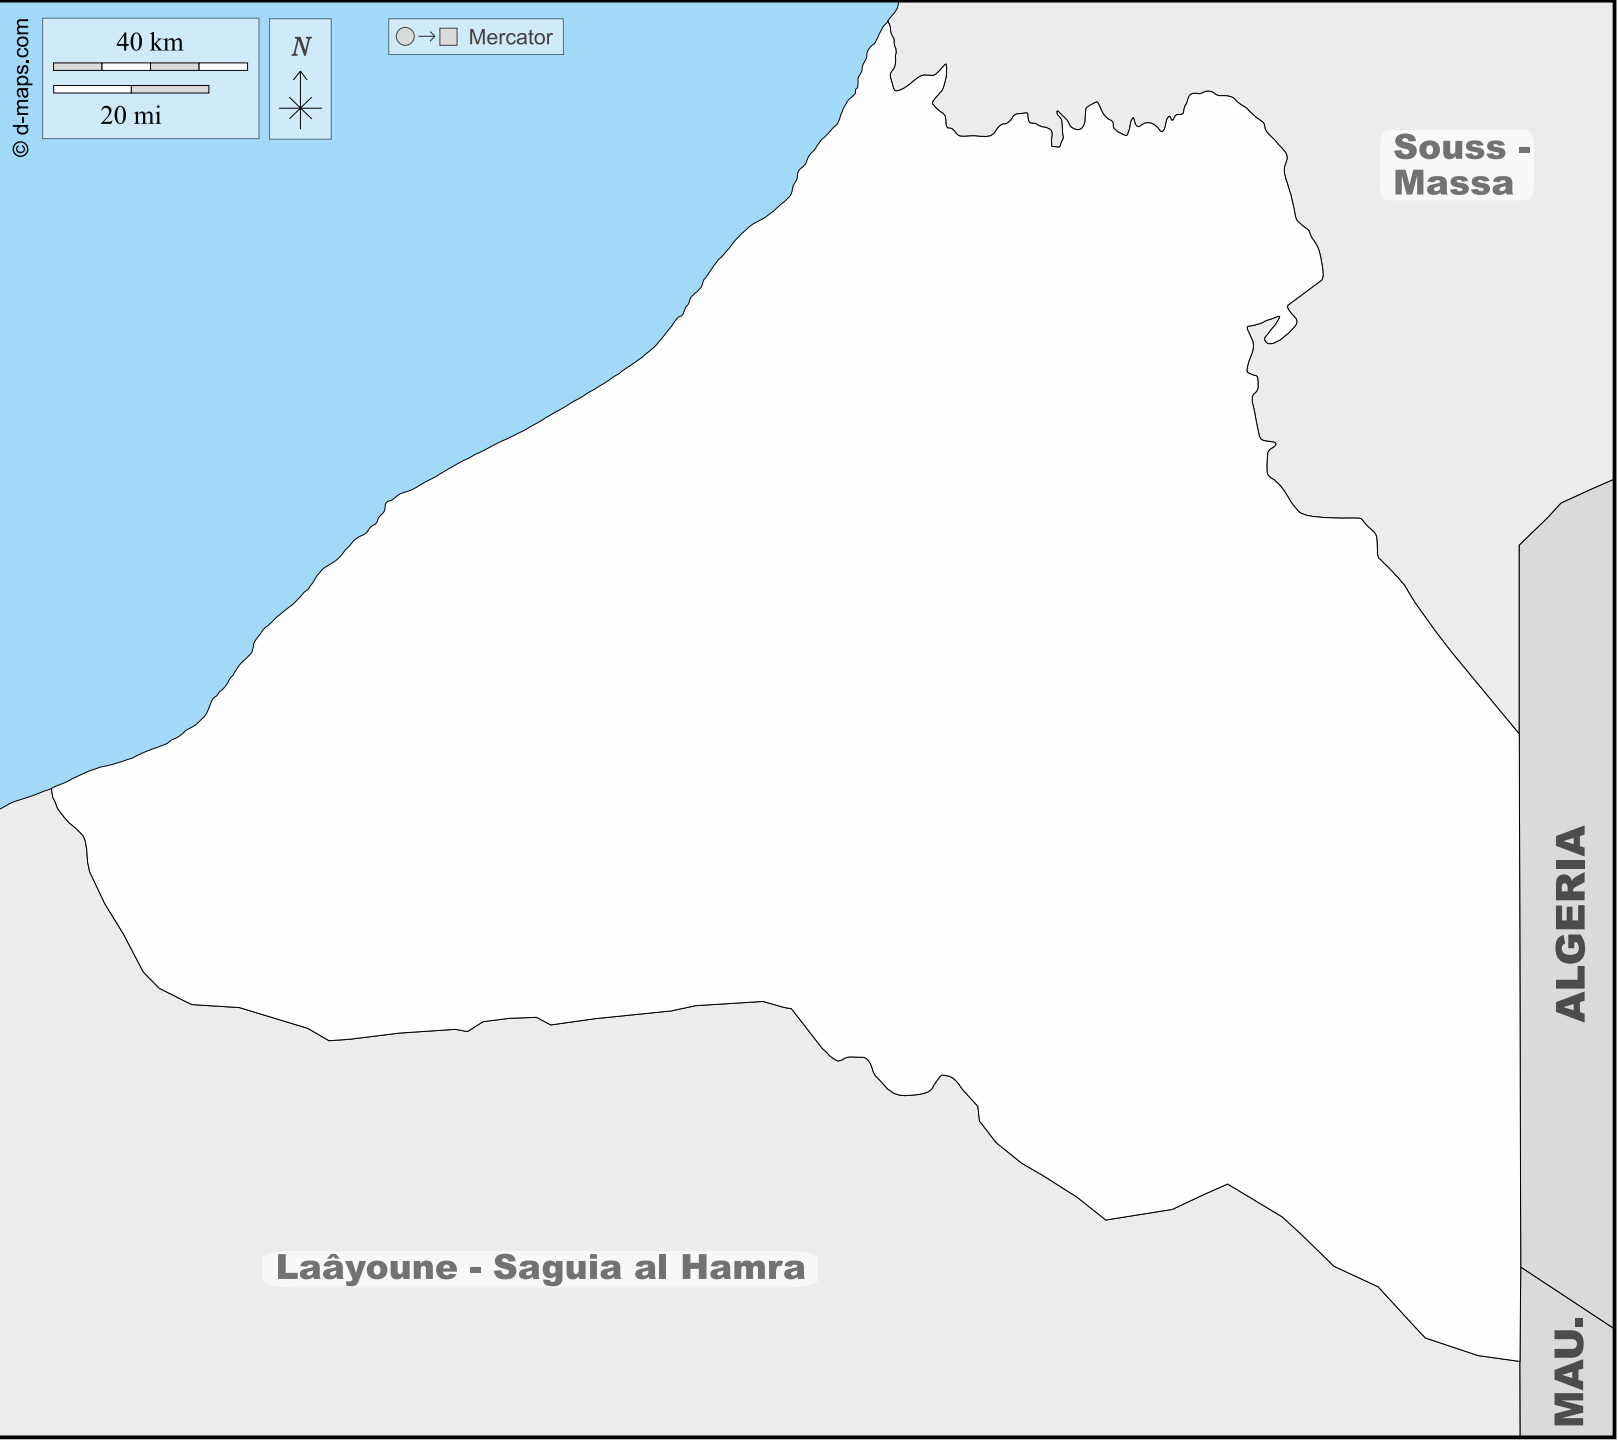 © d-maps.com
40 km
20 mi
N
Mercator
Souss -
Massa
ALGERIA
Laâyoune - Saguia al Hamra
MAU.